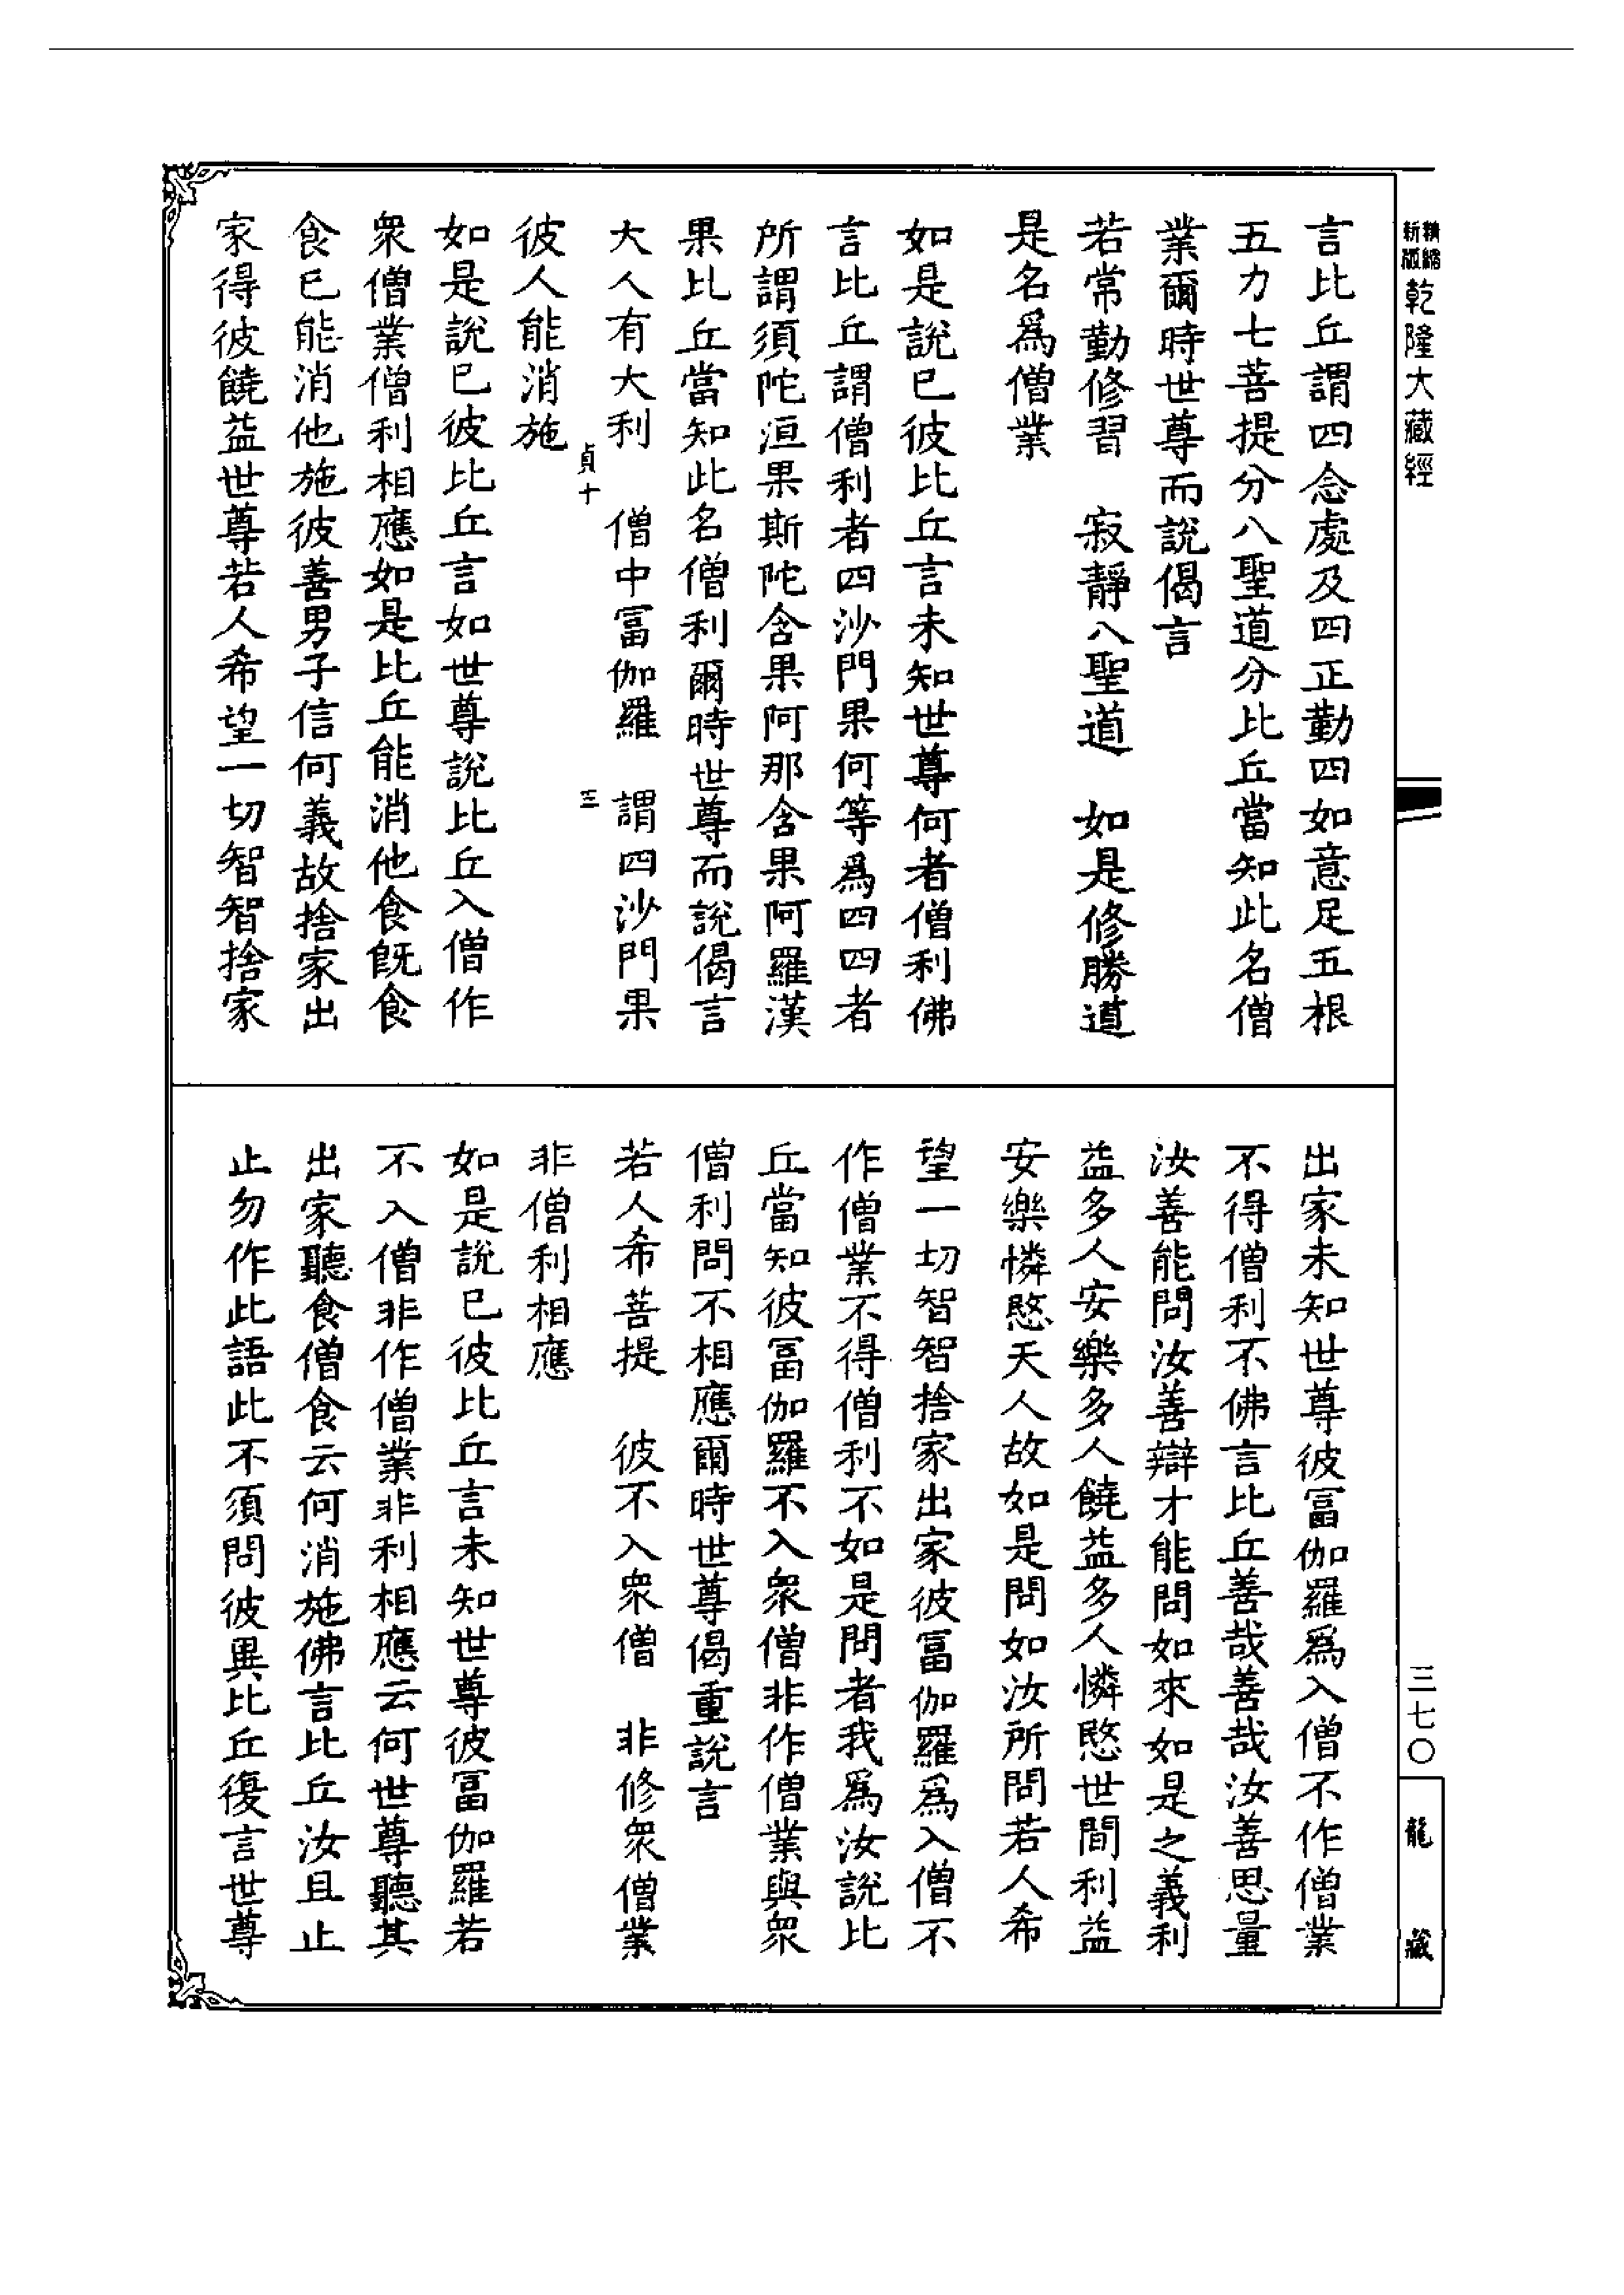 新版精縮
乾隆大藏經
三七〇
龍藏
言比丘謂四念處及四正勤四如意足五根
五力七菩提分八聖道分比丘當知此名僧
業爾時世尊而說偈言
若常勤修習　寂靜八聖道　如是修勝道
是名爲僧業
如是說已彼比丘言未知世尊何者僧利佛
言比丘謂僧利者四沙門果何等爲四四者
所謂須陀洹果斯陀含果阿那含果阿羅漢
果比丘當知此名僧利爾時世尊而說偈言
大人有大利　僧中冨伽羅　謂四沙門果
貞十　三
彼人能消施
如是說已彼比丘言如世尊說比丘入僧作
衆僧業僧利相應如是比丘能消他食旣食
食已能消他施彼善男子信何義故捨家出
家得彼饒益世尊若人希望一切智智捨家
出家未知世尊彼冨伽羅爲入僧不作僧業
不得僧利不佛言比丘善哉善哉汝善思量
汝善能問汝善辯才能問如來如是之義利
益多人安樂多人饒益多人憐愍世間利益
安樂憐愍天人故如是問如汝所問若人希
望一切智智捨家出家彼冨伽羅爲入僧不
作僧業不得僧利不如是問者我爲汝說比
丘當知彼冨伽羅不入衆僧非作僧業與衆
僧利問不相應爾時世尊偈重說言
若人希菩提　彼不入衆僧　非修衆僧業
非僧利相應
如是說已彼比丘言未知世尊彼冨伽羅若
不入僧非作僧業非利相應云何世尊聽其
出家聽食僧食云何消施佛言比丘汝且止
止勿作此語此不須問彼異比丘復言世尊